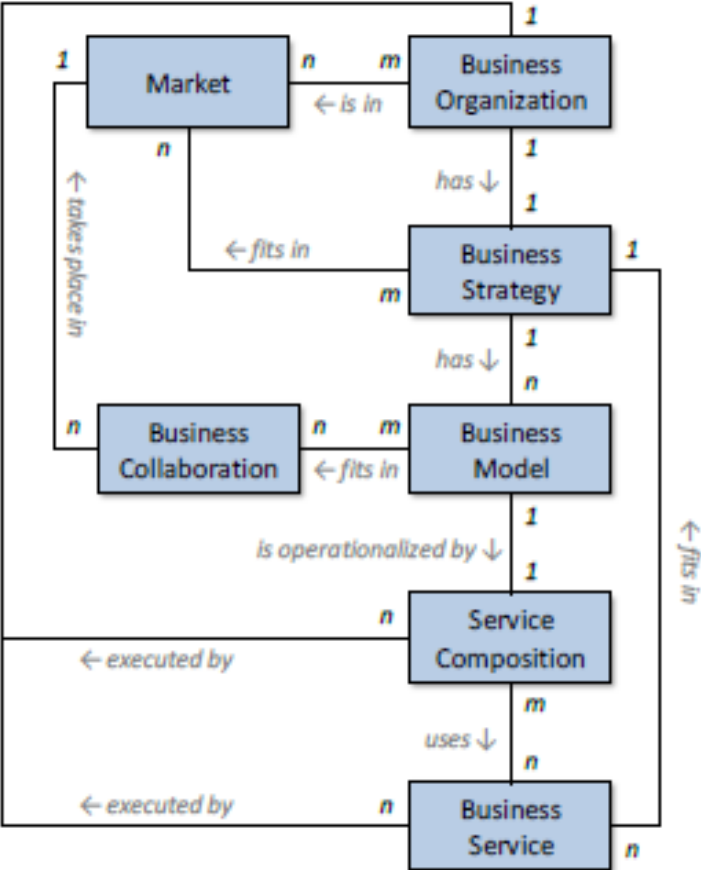 1
1
Market
n
m
Business
Organization
← is in
n
1
has ↓
1
← takes place in
← fits in
Business
Strategy
1
m
1
has ↓
n
n
Business
Collaboration
n
m
Business
Model
← fits in
1
is operationalized by ↓
1
← fits in
n
Service
Composition
← executed by
m
uses ↓
n
← executed by
n
Business
Service
n